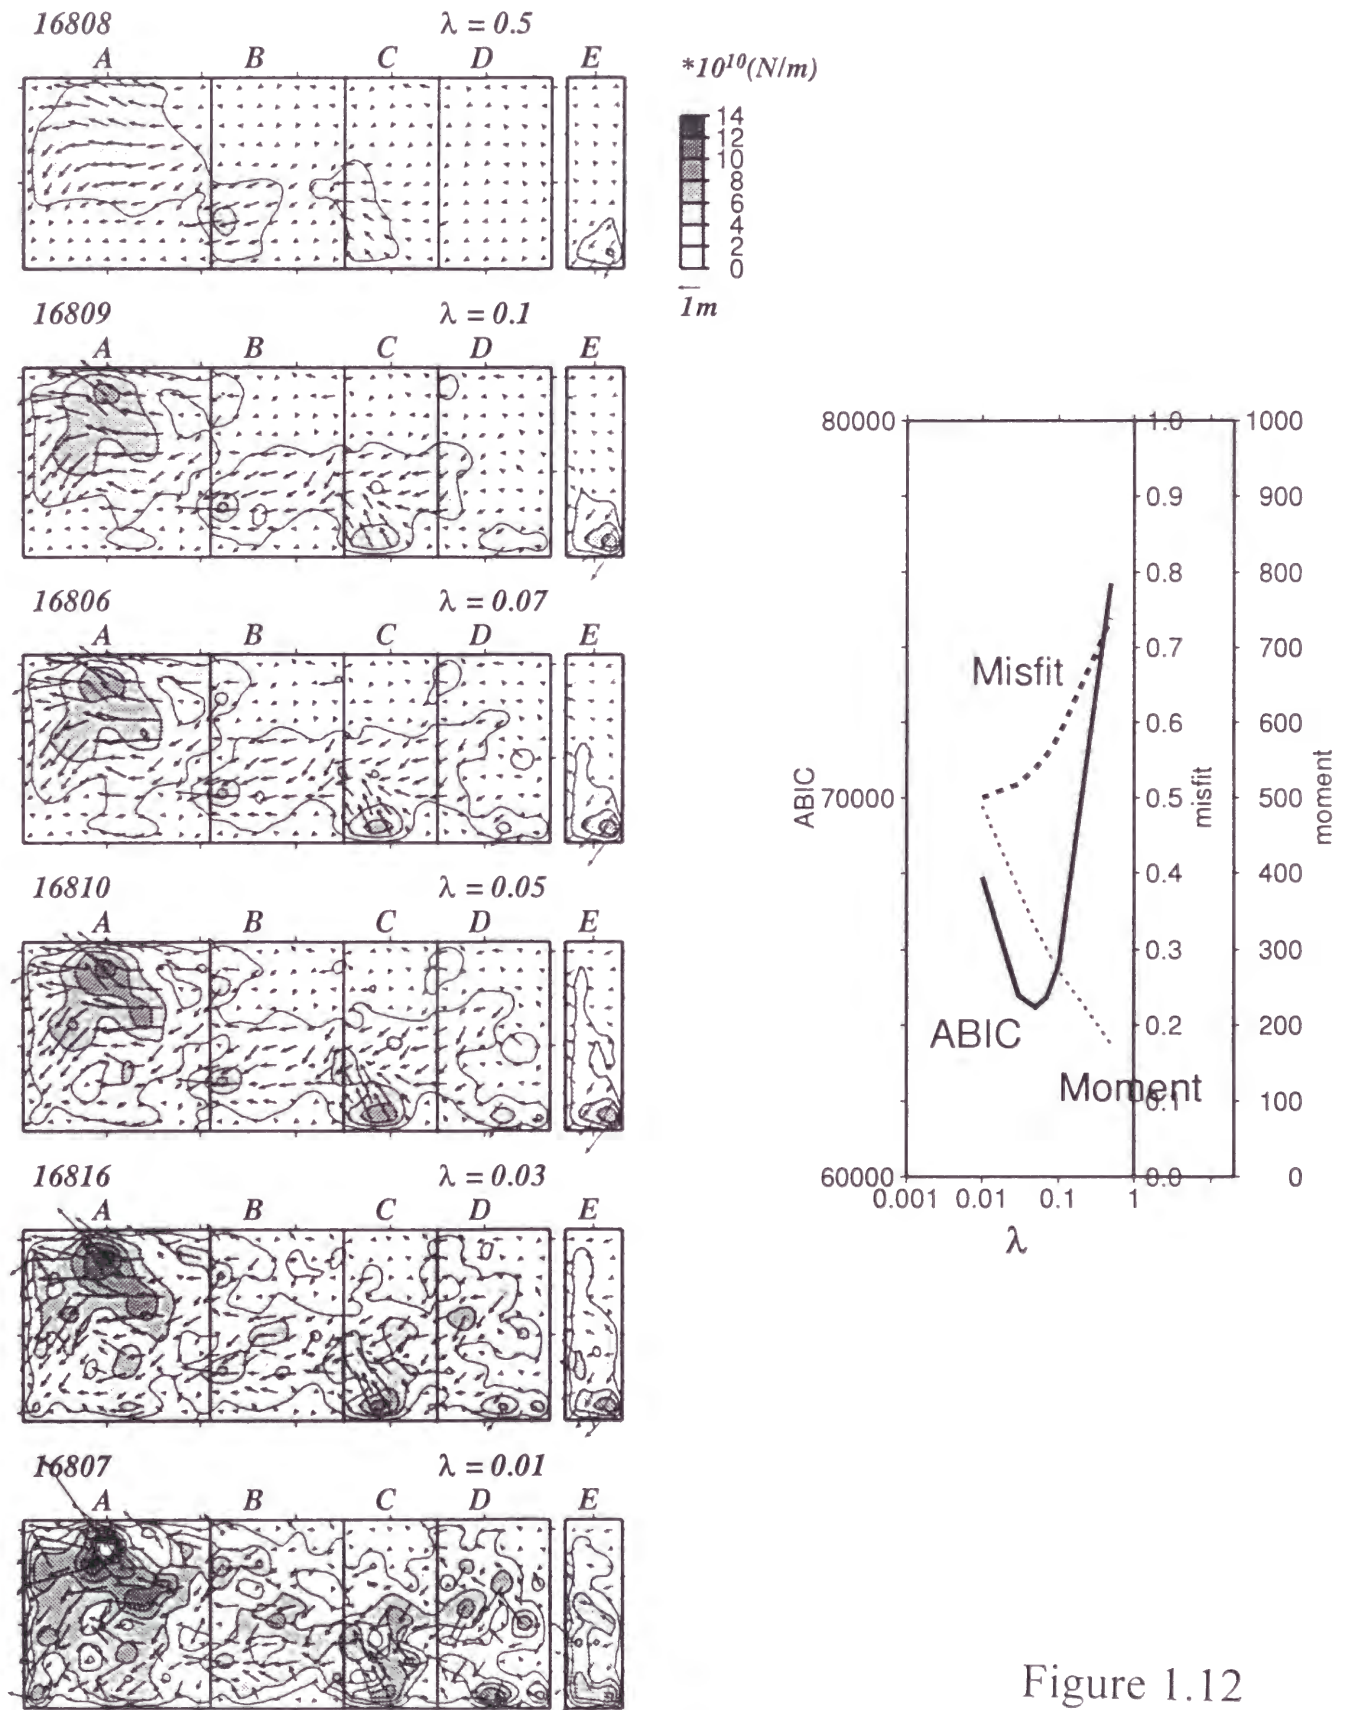 16808 λ = 0.5
A B C D E
*10¹⁰(N/m)
14
12
10
8
6
4
2
0
1m
16809 λ = 0.1
A B C D E
16806 λ = 0.07
A B C D E
16810 λ = 0.05
A B C D E
16816 λ = 0.03
A B C D E
16807 λ = 0.01
A B C D E
80000 1.0 1000
0.9 900
0.8 800
Misfit 0.7 700
0.6 600
ABIC 70000 0.5 misfit 500 moment
0.4 400
0.3 300
ABIC 0.2 200
Moment 0.1 100
60000 0.0 0
0.001 0.01 0.1 1
λ
Figure 1.12